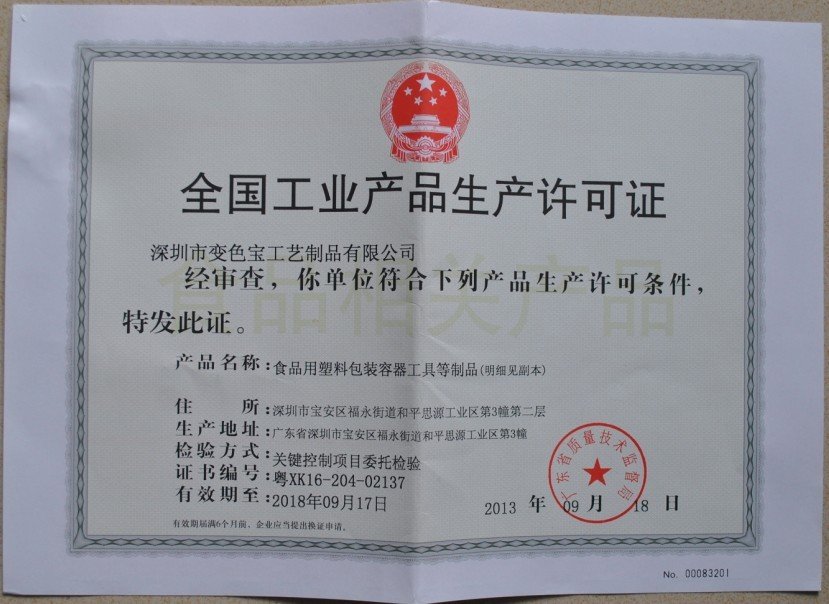 全国工业产品生产许可证
深圳市变色宝工艺制品有限公司
食品相关产品
经审查，你单位符合下列产品生产许可条件，
特发此证。
产品名称：食品用塑料包装容器工具等制品(明细见副本)
住 所：深圳市宝安区福永街道和平思源工业区第3幢第二层
生产地址：广东省深圳市宝安区福永街道和平思源工业区第3幢
检验方式：关键控制项目委托检验
证书编号：粤XK16-204-02137
有效期至：2018年09月17日
广东省质量技术监督局
2013 年 09 月 18 日
有效期届满6个月前，企业应当提出换证申请。
No. 00083201